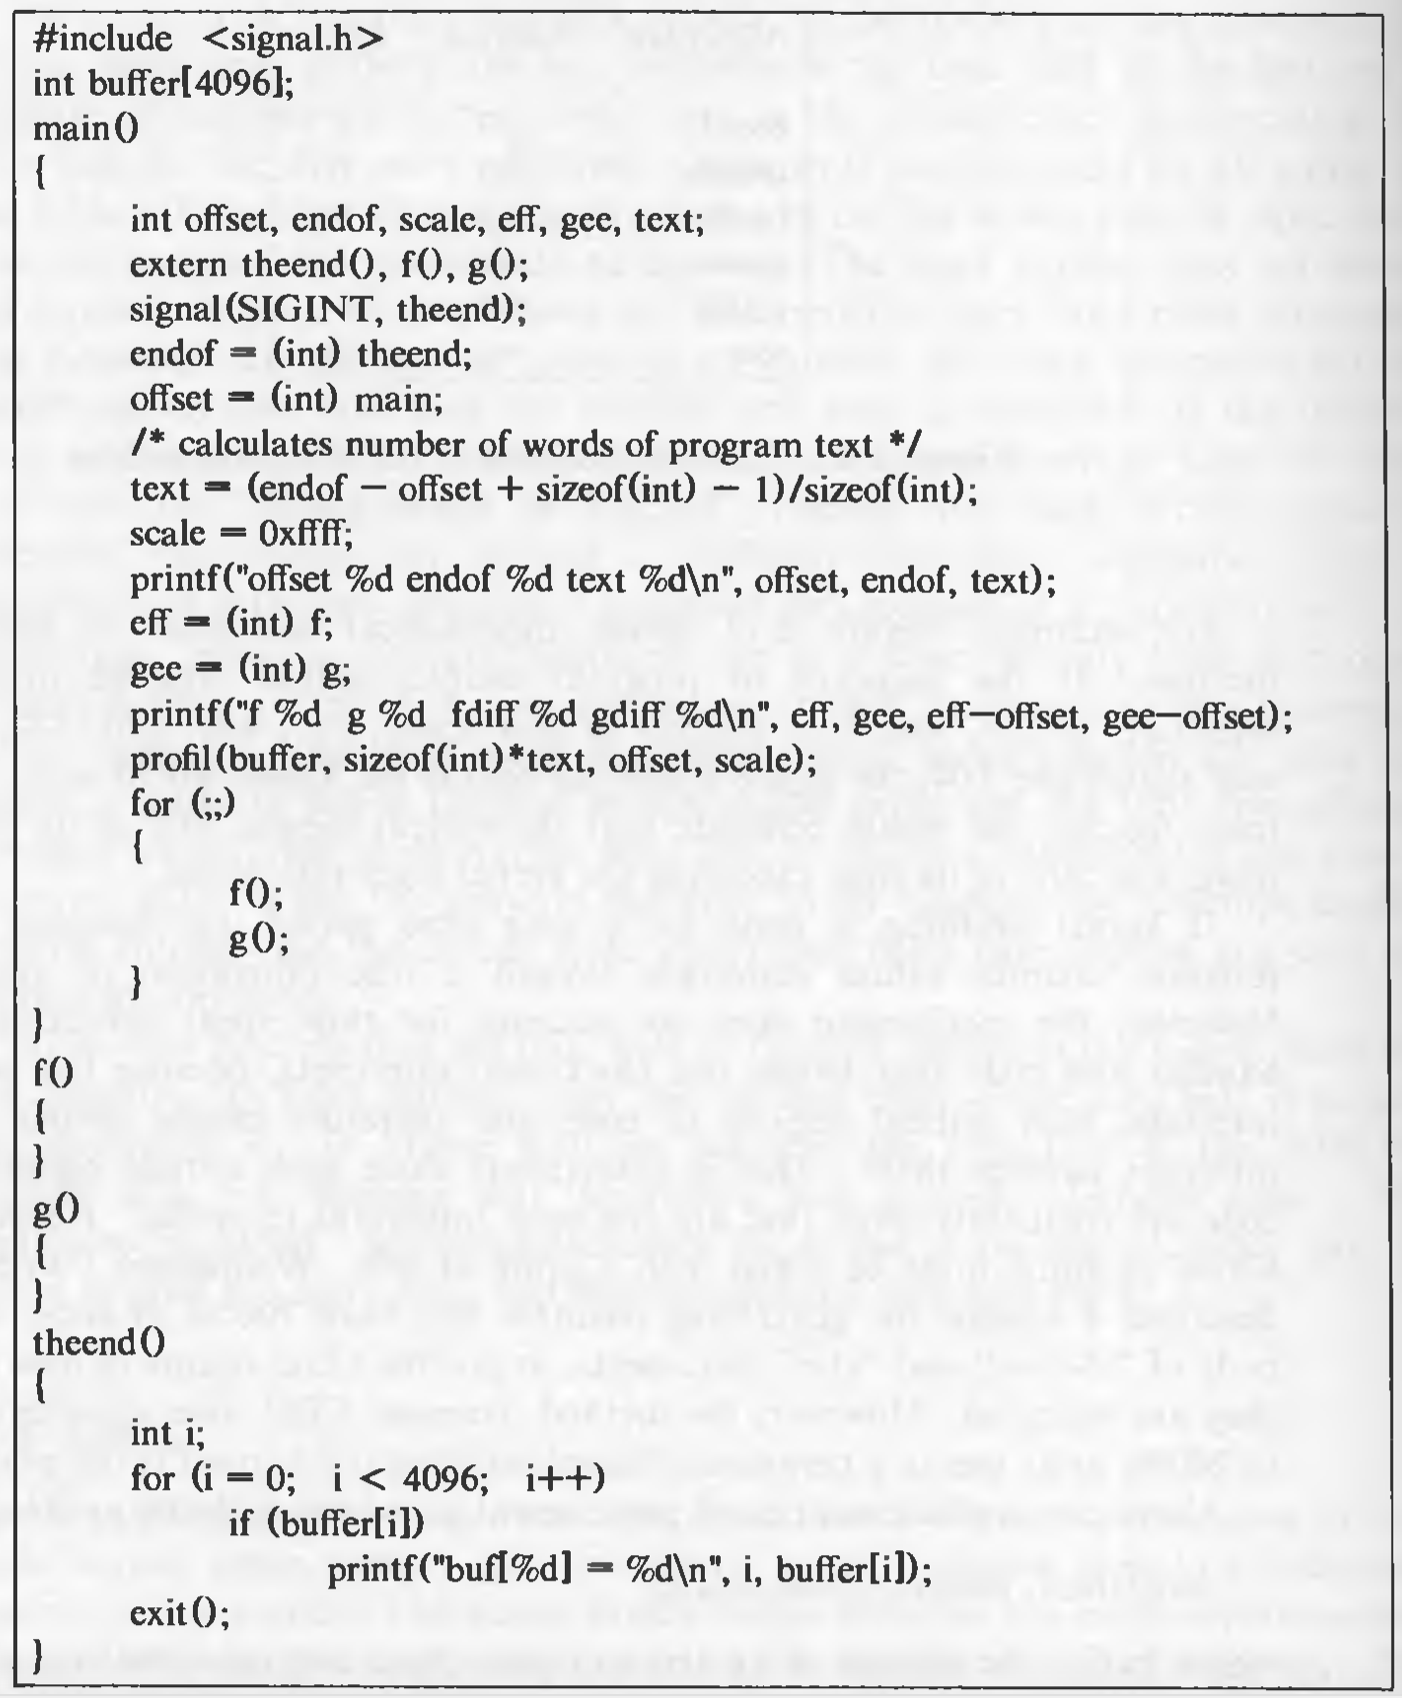 #include <signal.h>
int buffer[4096];
main()
{
int offset, endof, scale, eff, gee, text;
extern theend(), f(), g();
signal(SIGINT, theend);
endof = (int) theend;
offset = (int) main;
/* calculates number of words of program text */
text = (endof − offset + sizeof(int) − 1)/sizeof(int);
scale = 0xffff;
printf("offset %d endof %d text %d\n", offset, endof, text);
eff = (int) f;
gee = (int) g;
printf("f %d g %d fdiff %d gdiff %d\n", eff, gee, eff−offset, gee−offset);
profil(buffer, sizeof(int)*text, offset, scale);
for (;;)
{
f();
g();
}
}
f()
{
}
g()
{
}
theend()
{
int i;
for (i = 0; i < 4096; i++)
if (buffer[i])
printf("buf[%d] = %d\n", i, buffer[i]);
exit();
}